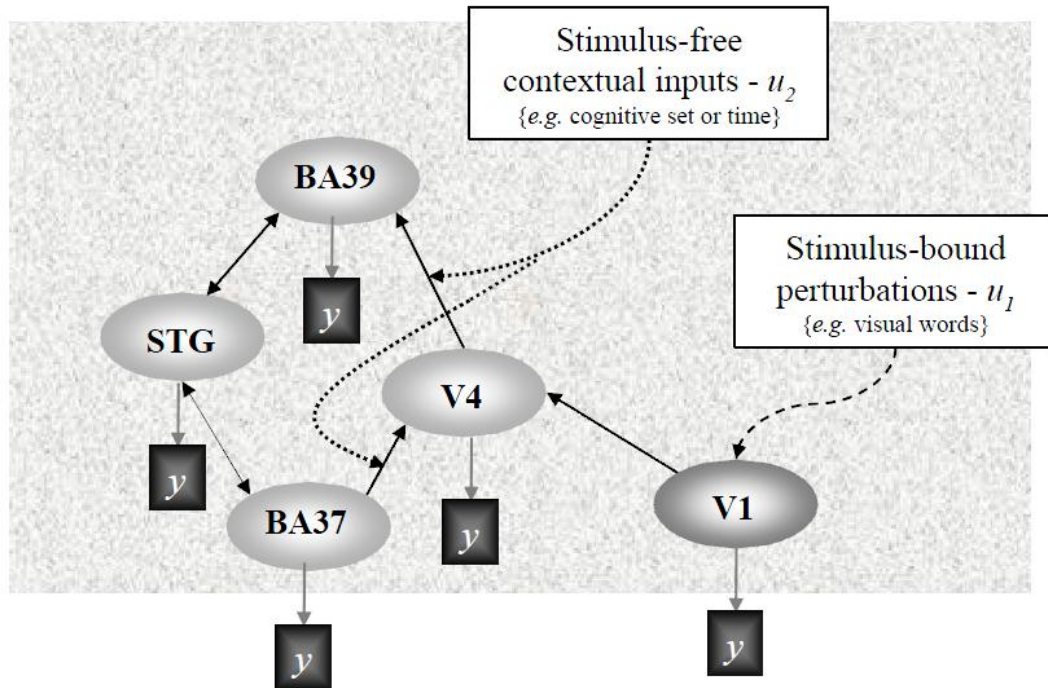 Stimulus-free
contextual inputs - u₂
{e.g. cognitive set or time}
BA39
Stimulus-bound
perturbations - u₁
{e.g. visual words}
y
STG
V4
y
BA37
V1
y
y
y